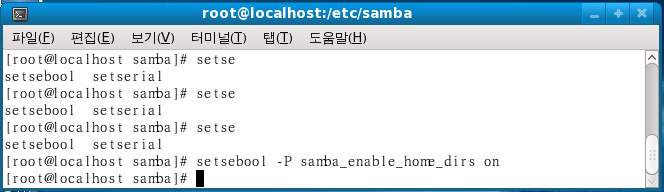 root@localhost:/etc/samba
파일(F) 편집(E) 보기(V) 터미널(T) 탭(T) 도움말(H)
[root@localhost samba]# setse
setsebool setserial
[root@localhost samba]# setse
setsebool setserial
[root@localhost samba]# setse
setsebool setserial
[root@localhost samba]# setsebool -P samba_enable_home_dirs on
[root@localhost samba]#